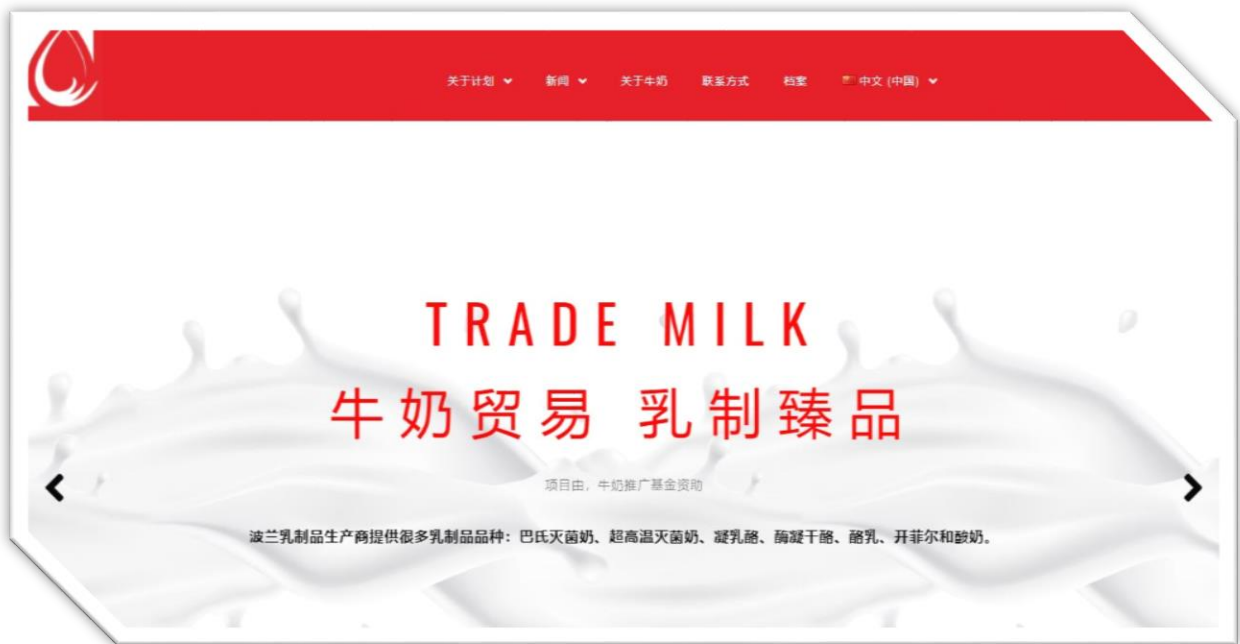 关于计划 新闻 关于牛奶 联系方式 档案 中文 (中国)
TRADE MILK
牛奶贸易 乳制臻品
项目由，牛奶推广基金资助
波兰乳制品生产商提供很多乳制品品种：巴氏灭菌奶、超高温灭菌奶、凝乳酪、酶凝干酪、酪乳、开菲尔和酸奶。